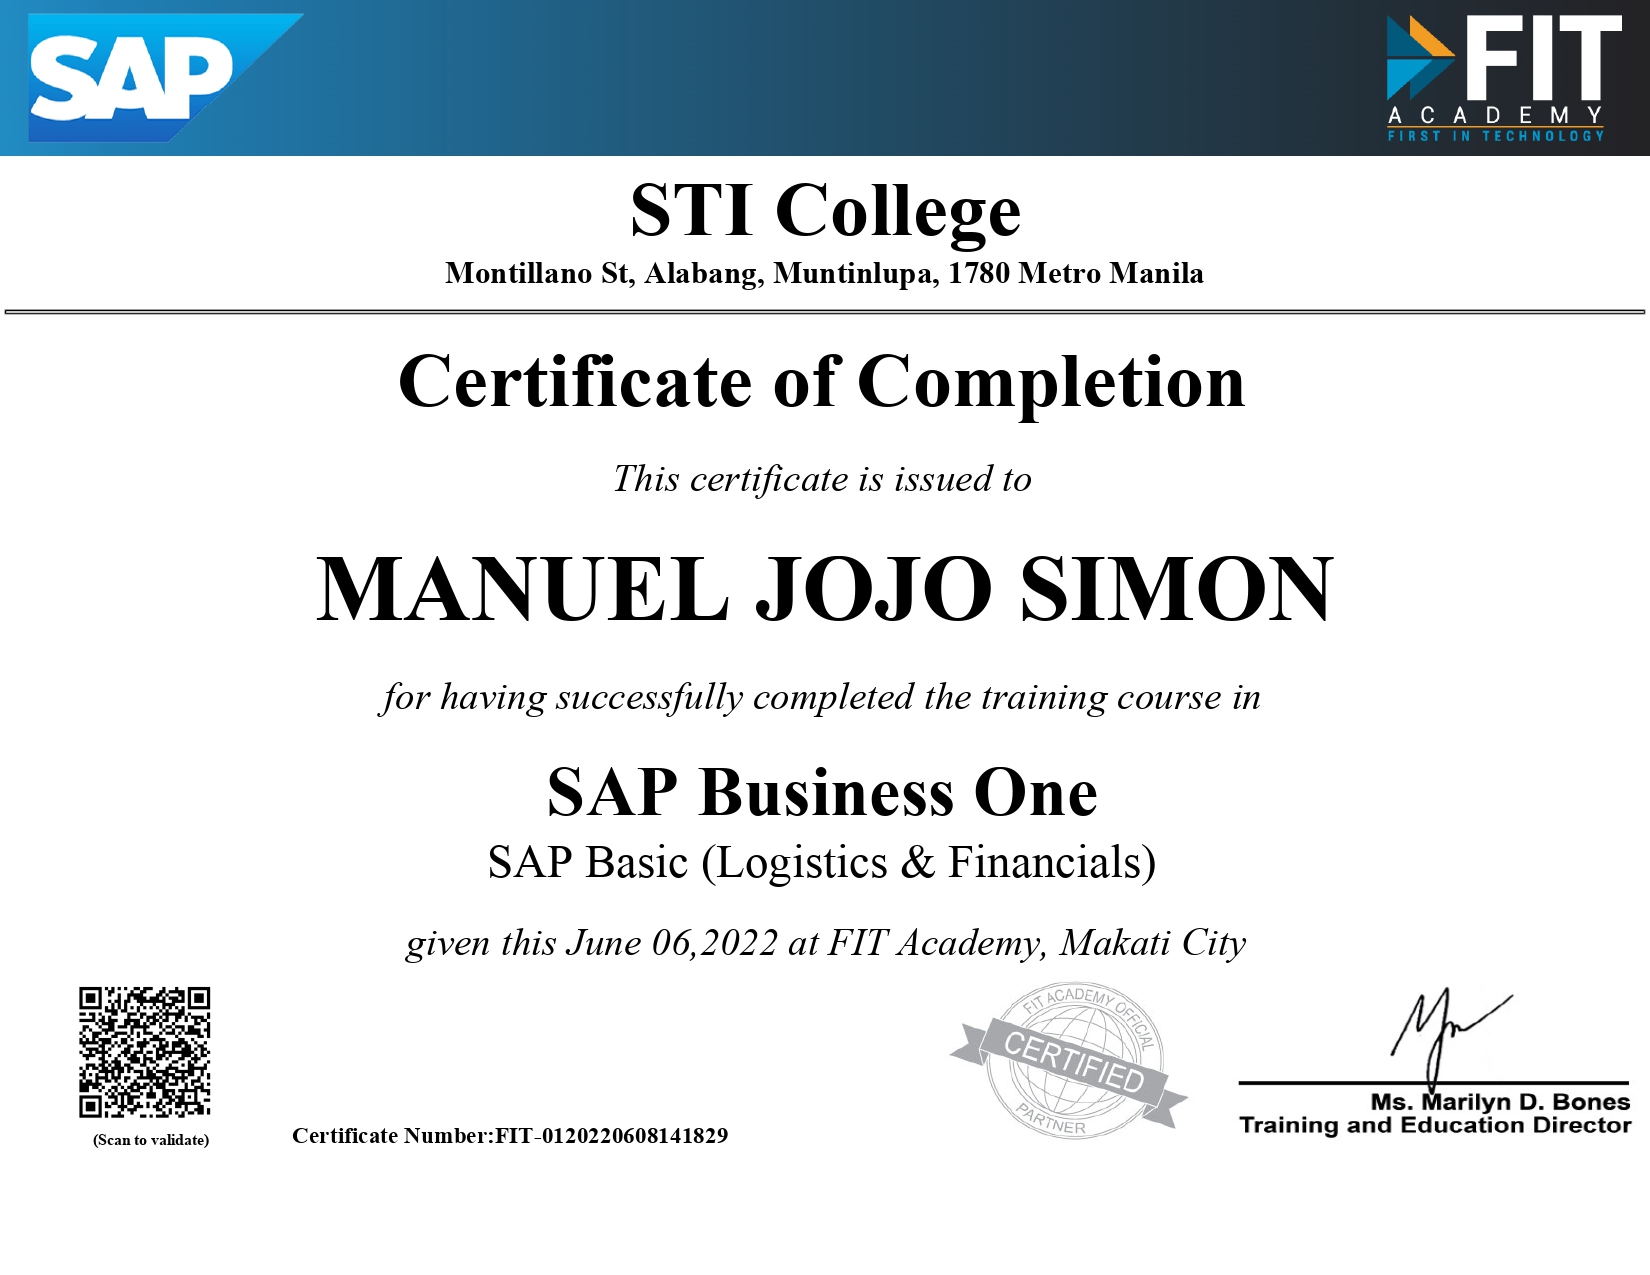 SAP
FIT
ACADEMY
FIRST IN TECHNOLOGY
STI College
Montillano St, Alabang, Muntinlupa, 1780 Metro Manila
Certificate of Completion
This certificate is issued to
MANUEL JOJO SIMON
for having successfully completed the training course in
SAP Business One
SAP Basic (Logistics & Financials)
given this June 06,2022 at FIT Academy, Makati City
FIT ACADEMY OFFICIAL
CERTIFIED
PARTNER
Ms. Marilyn D. Bones
Training and Education Director
(Scan to validate)
Certificate Number:FIT-0120220608141829